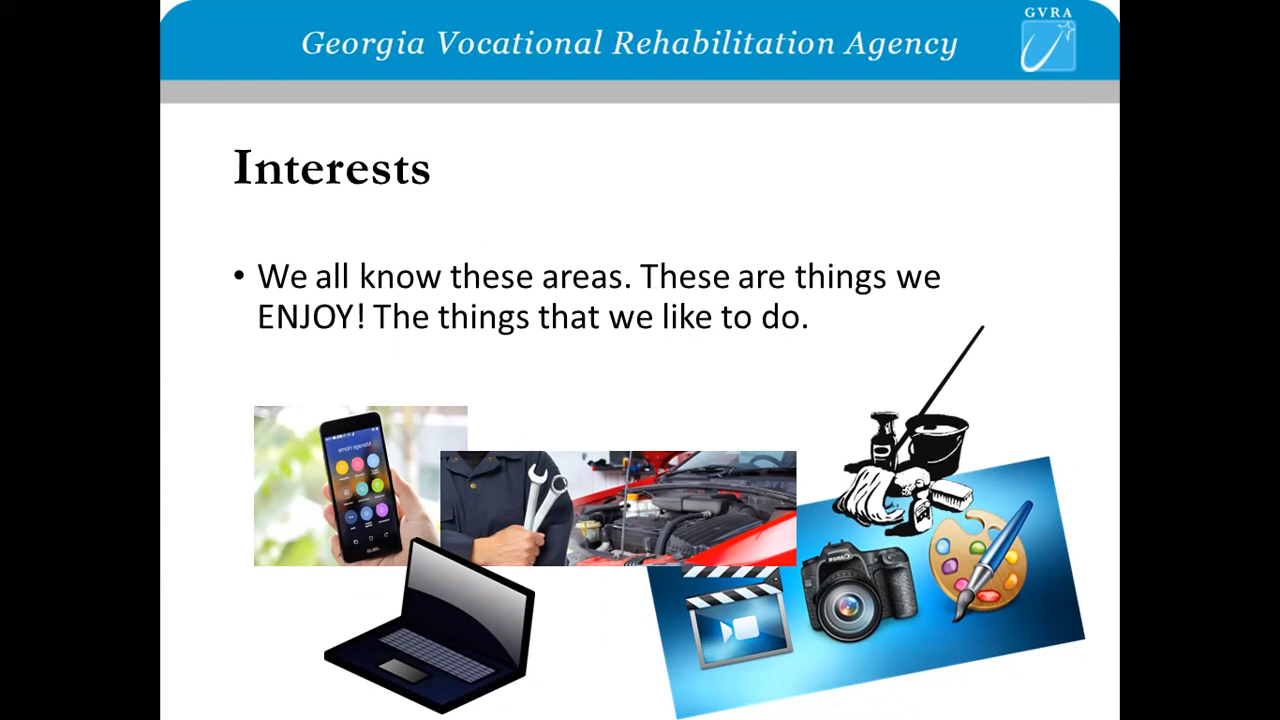 GVRA
Georgia Vocational Rehabilitation Agency
Interests
• We all know these areas. These are things we
ENJOY! The things that we like to do.